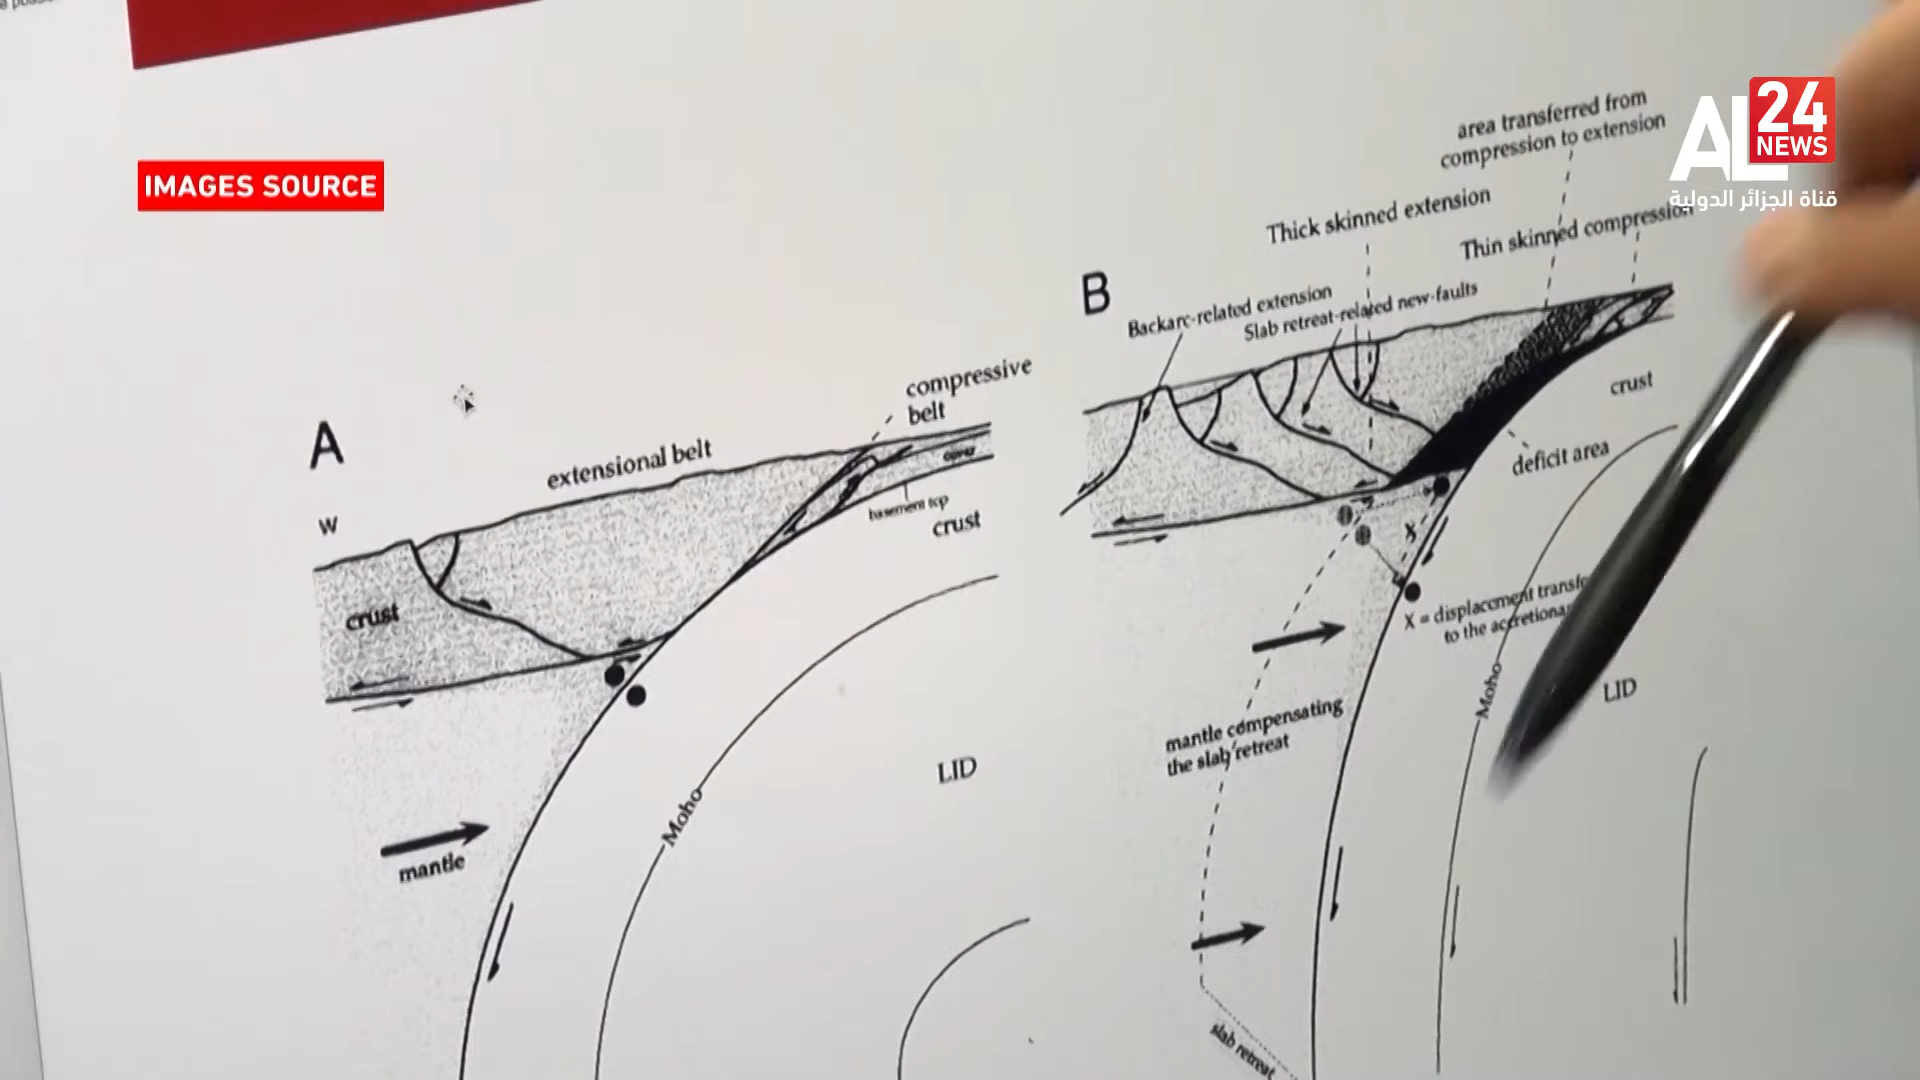 IMAGES SOURCE
AL
24
NEWS
قناة الجزائر الدولية
A
W
extensional belt
compressive
belt
cover
basement top
crust
crust
Moho
LID
mantle
B
area transferred from
compression to extension
Thick skinned extension
Thin skinned compression
Backarc-related extension
Slab retreat-related new-faults
crust
deficit area
X
X = displacement
to the
Moho
LID
mantle compensating
the slab retreat
slab retreat